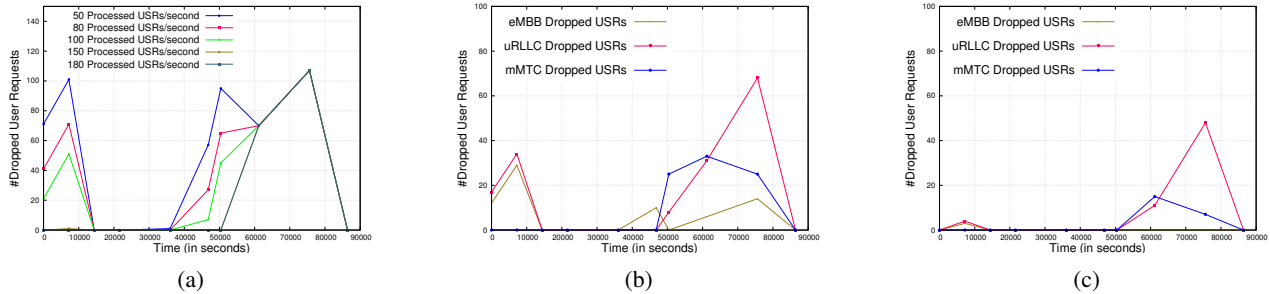 50 Processed USRs/second
80 Processed USRs/second
100 Processed USRs/second
150 Processed USRs/second
180 Processed USRs/second
#Dropped User Requests
140
120
100
80
60
40
20
0
0 10000 20000 30000 40000 50000 60000 70000 80000 90000
Time (in seconds)
(a)
eMBB Dropped USRs
uRLLC Dropped USRs
mMTC Dropped USRs
#Dropped User Requests
100
80
60
40
20
0
0 10000 20000 30000 40000 50000 60000 70000 80000 90000
Time (in seconds)
(b)
eMBB Dropped USRs
uRLLC Dropped USRs
mMTC Dropped USRs
#Dropped User Requests
100
80
60
40
20
0
0 10000 20000 30000 40000 50000 60000 70000 80000 90000
Time (in seconds)
(c)